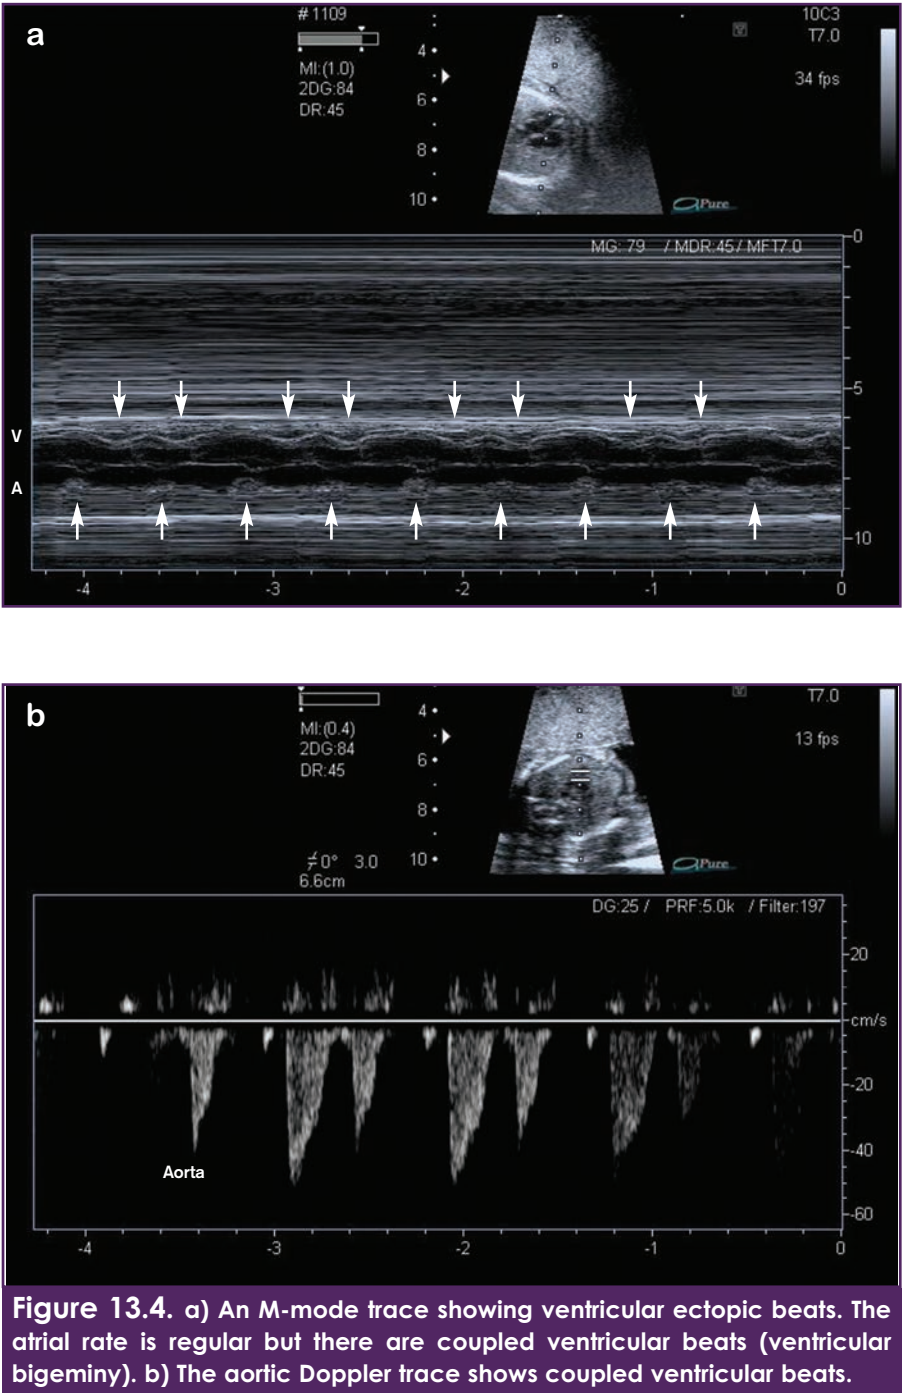 a
# 1109
MI:(1.0)
2DG:84
DR:45
4
6
8
10
10C3
T7.0
34 fps
aPure
MG: 79 / MDR:45 / MFT7.0
0
5
10
V
A
-4 -3 -2 -1 0
b
MI:(0.4)
2DG:84
DR:45
0° 3.0
6.6cm
4
6
8
10
T7.0
13 fps
aPure
DG:25 / PRF:5.0k / Filter:197
20
cm/s
-20
-40
-60
Aorta
-4 -3 -2 -1 0
Figure 13.4. a) An M-mode trace showing ventricular ectopic beats. The
atrial rate is regular but there are coupled ventricular beats (ventricular
bigeminy). b) The aortic Doppler trace shows coupled ventricular beats.